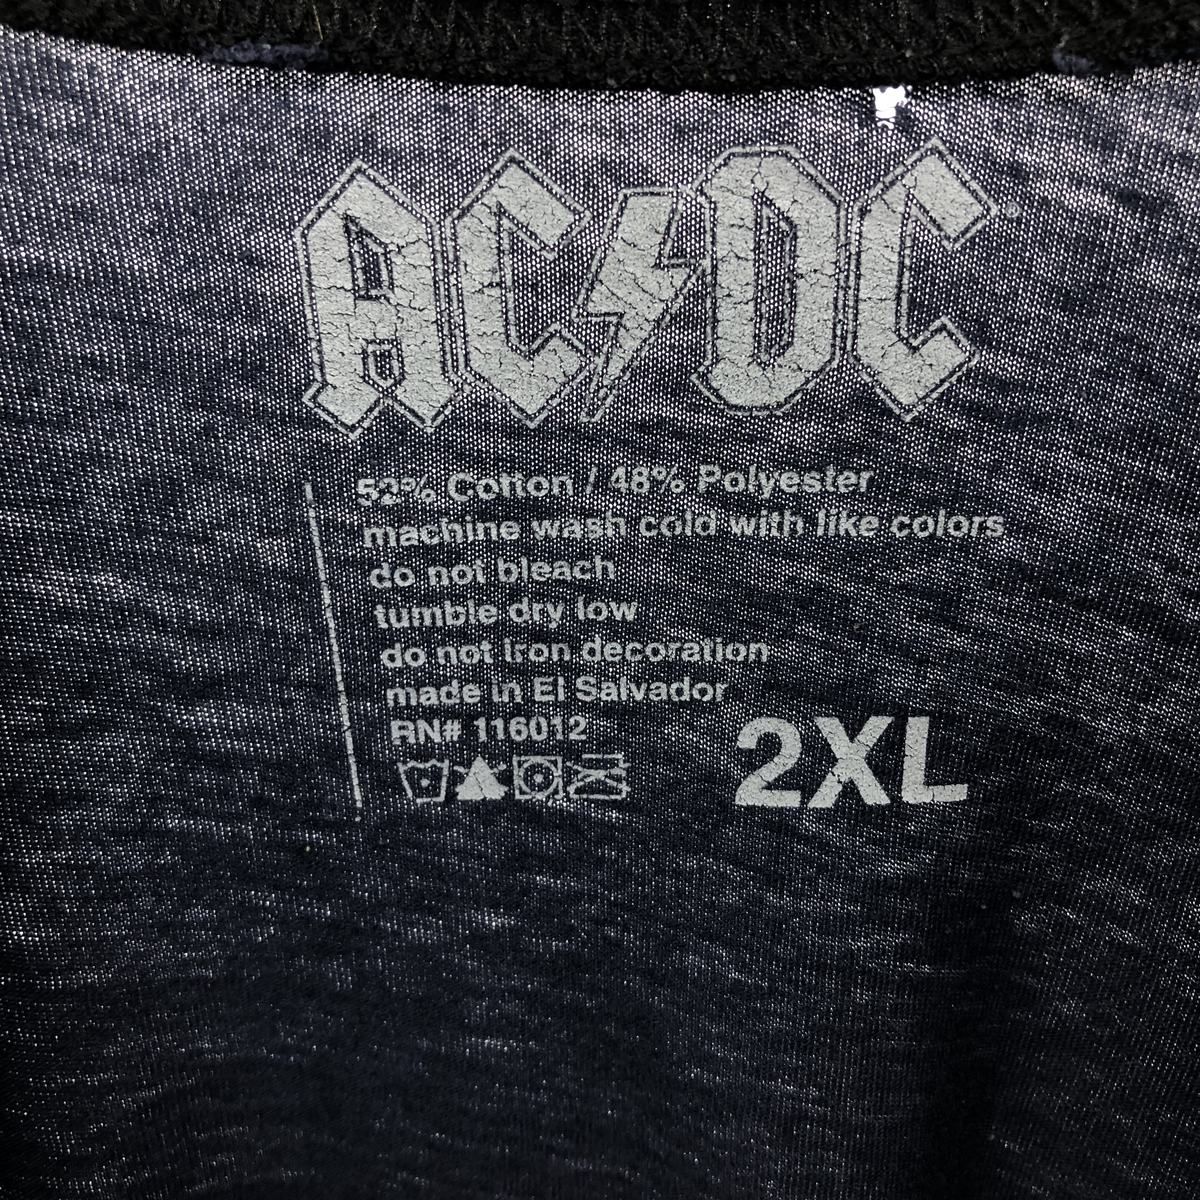 AC/DC®
52% Cotton / 48% Polyester
machine wash cold with like colors
do not bleach
tumble dry low
do not iron decoration
made in El Salvador
RN# 116012
2XL